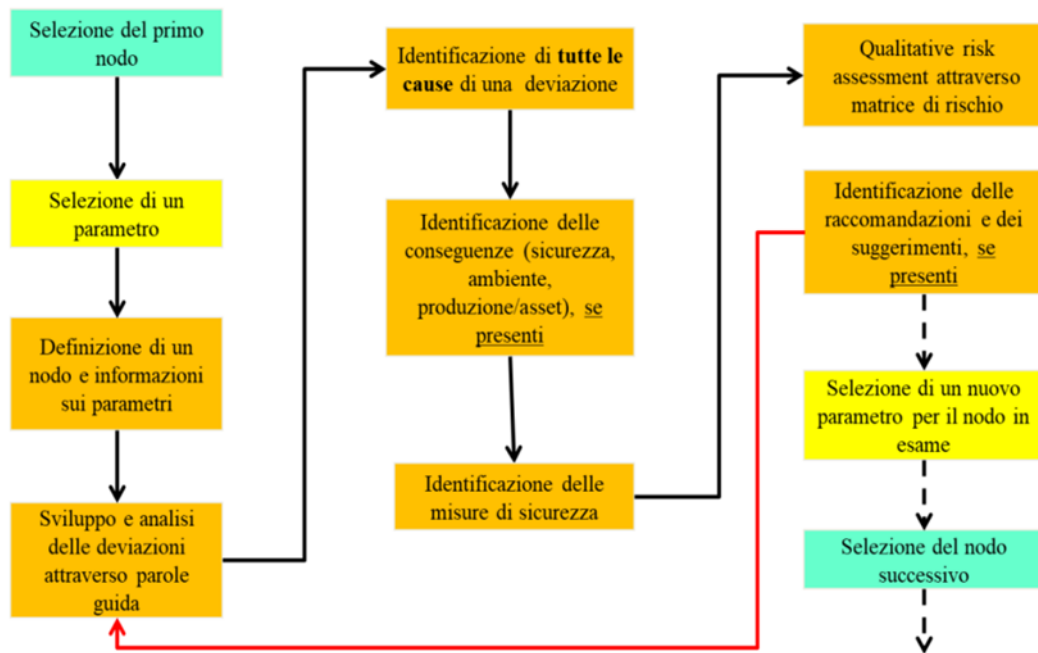 Selezione del primo
nodo
Selezione di un
parametro
Definizione di un
nodo e informazioni
sui parametri
Sviluppo e analisi
delle deviazioni
attraverso parole
guida
Identificazione di tutte le
cause di una deviazione
Identificazione delle
conseguenze (sicurezza,
ambiente,
produzione/asset), se
presenti
Identificazione delle
misure di sicurezza
Qualitative risk
assessment attraverso
matrice di rischio
Identificazione delle
raccomandazioni e dei
suggerimenti, se
presenti
Selezione di un nuovo
parametro per il nodo in
esame
Selezione del nodo
successivo